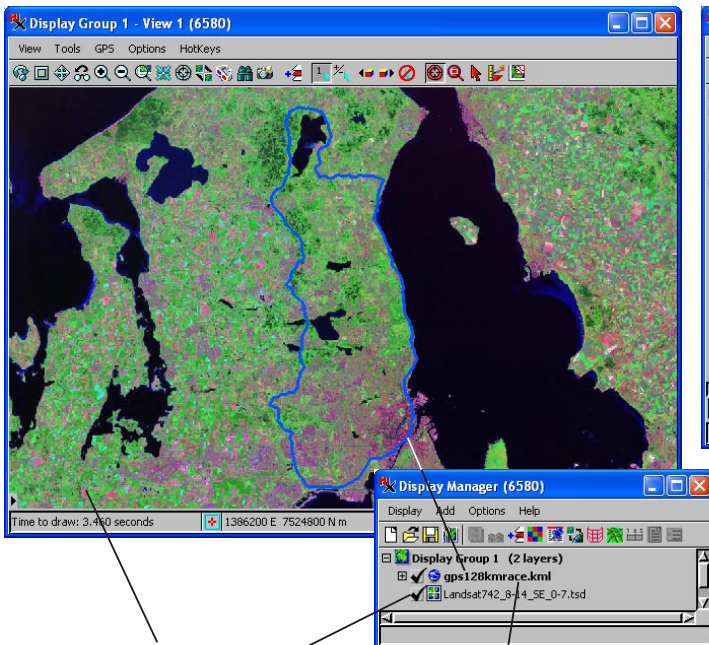 Display Group 1 - View 1 (6580)
View Tools GPS Options HotKeys
1
Time to draw: 3.460 seconds
1386200 E 7524800 N m
Display Manager (6580)
Display Add Options Help
Display Group 1 (2 layers)
gps128kmrace.kml
Landsat742_8-14_SE_0-7.tsd